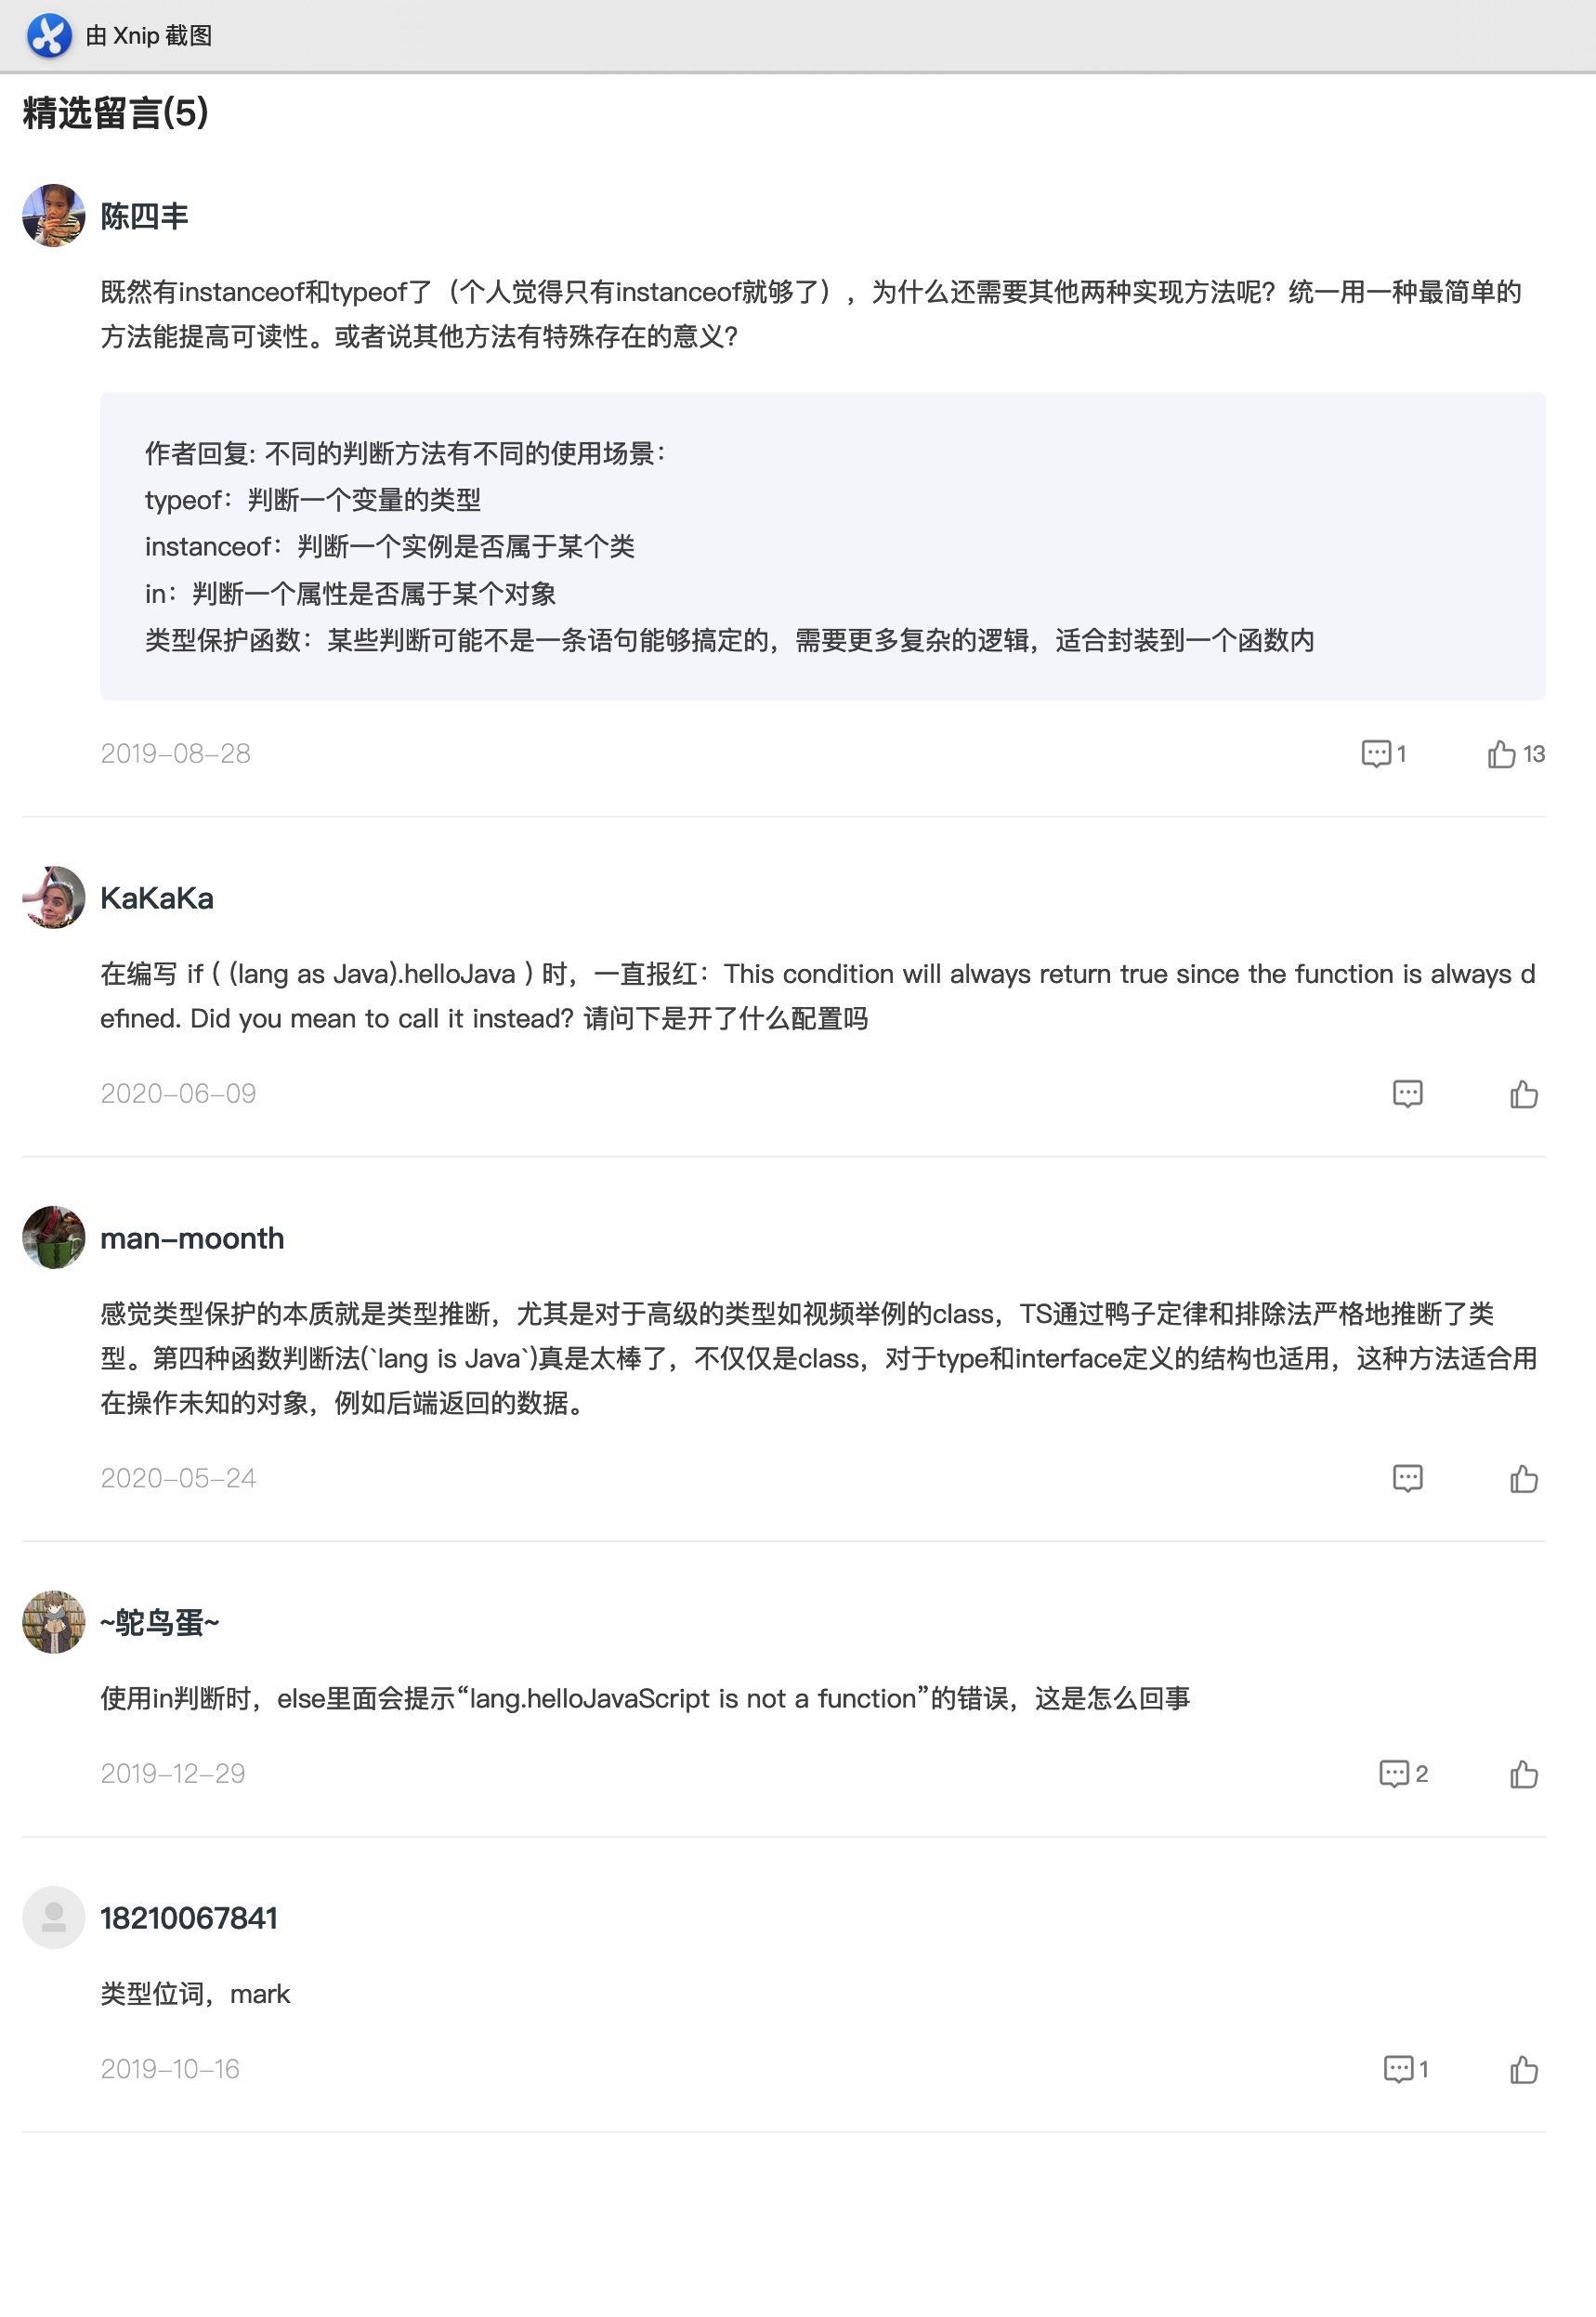 由 Xnip 截图
精选留言(5)
陈四丰
既然有instanceof和typeof了（个人觉得只有instanceof就够了），为什么还需要其他两种实现方法呢？统一用一种最简单的
方法能提高可读性。或者说其他方法有特殊存在的意义？
作者回复: 不同的判断方法有不同的使用场景：
typeof：判断一个变量的类型
instanceof：判断一个实例是否属于某个类
in：判断一个属性是否属于某个对象
类型保护函数：某些判断可能不是一条语句能够搞定的，需要更多复杂的逻辑，适合封装到一个函数内
2019-08-28
1
13
KaKaKa
在编写 if ( (lang as Java).helloJava ) 时，一直报红：This condition will always return true since the function is always d
efined. Did you mean to call it instead? 请问下是开了什么配置吗
2020-06-09
man-moonth
感觉类型保护的本质就是类型推断，尤其是对于高级的类型如视频举例的class，TS通过鸭子定律和排除法严格地推断了类
型。第四种函数判断法(`lang is Java`)真是太棒了，不仅仅是class，对于type和interface定义的结构也适用，这种方法适合用
在操作未知的对象，例如后端返回的数据。
2020-05-24
~鸵鸟蛋~
使用in判断时，else里面会提示“lang.helloJavaScript is not a function”的错误，这是怎么回事
2019-12-29
2
18210067841
类型位词，mark
2019-10-16
1